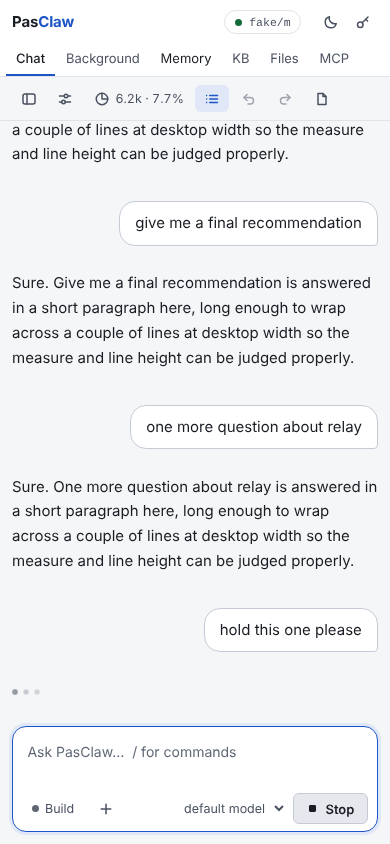 PasClaw
fake/m
Chat Background Memory KB Files MCP
6.2k · 7.7%
a couple of lines at desktop width so the measure
and line height can be judged properly.
give me a final recommendation
Sure. Give me a final recommendation is answered
in a short paragraph here, long enough to wrap
across a couple of lines at desktop width so the
measure and line height can be judged properly.
one more question about relay
Sure. One more question about relay is answered in
a short paragraph here, long enough to wrap
across a couple of lines at desktop width so the
measure and line height can be judged properly.
hold this one please
Ask PasClaw... / for commands
Build
default model
Stop